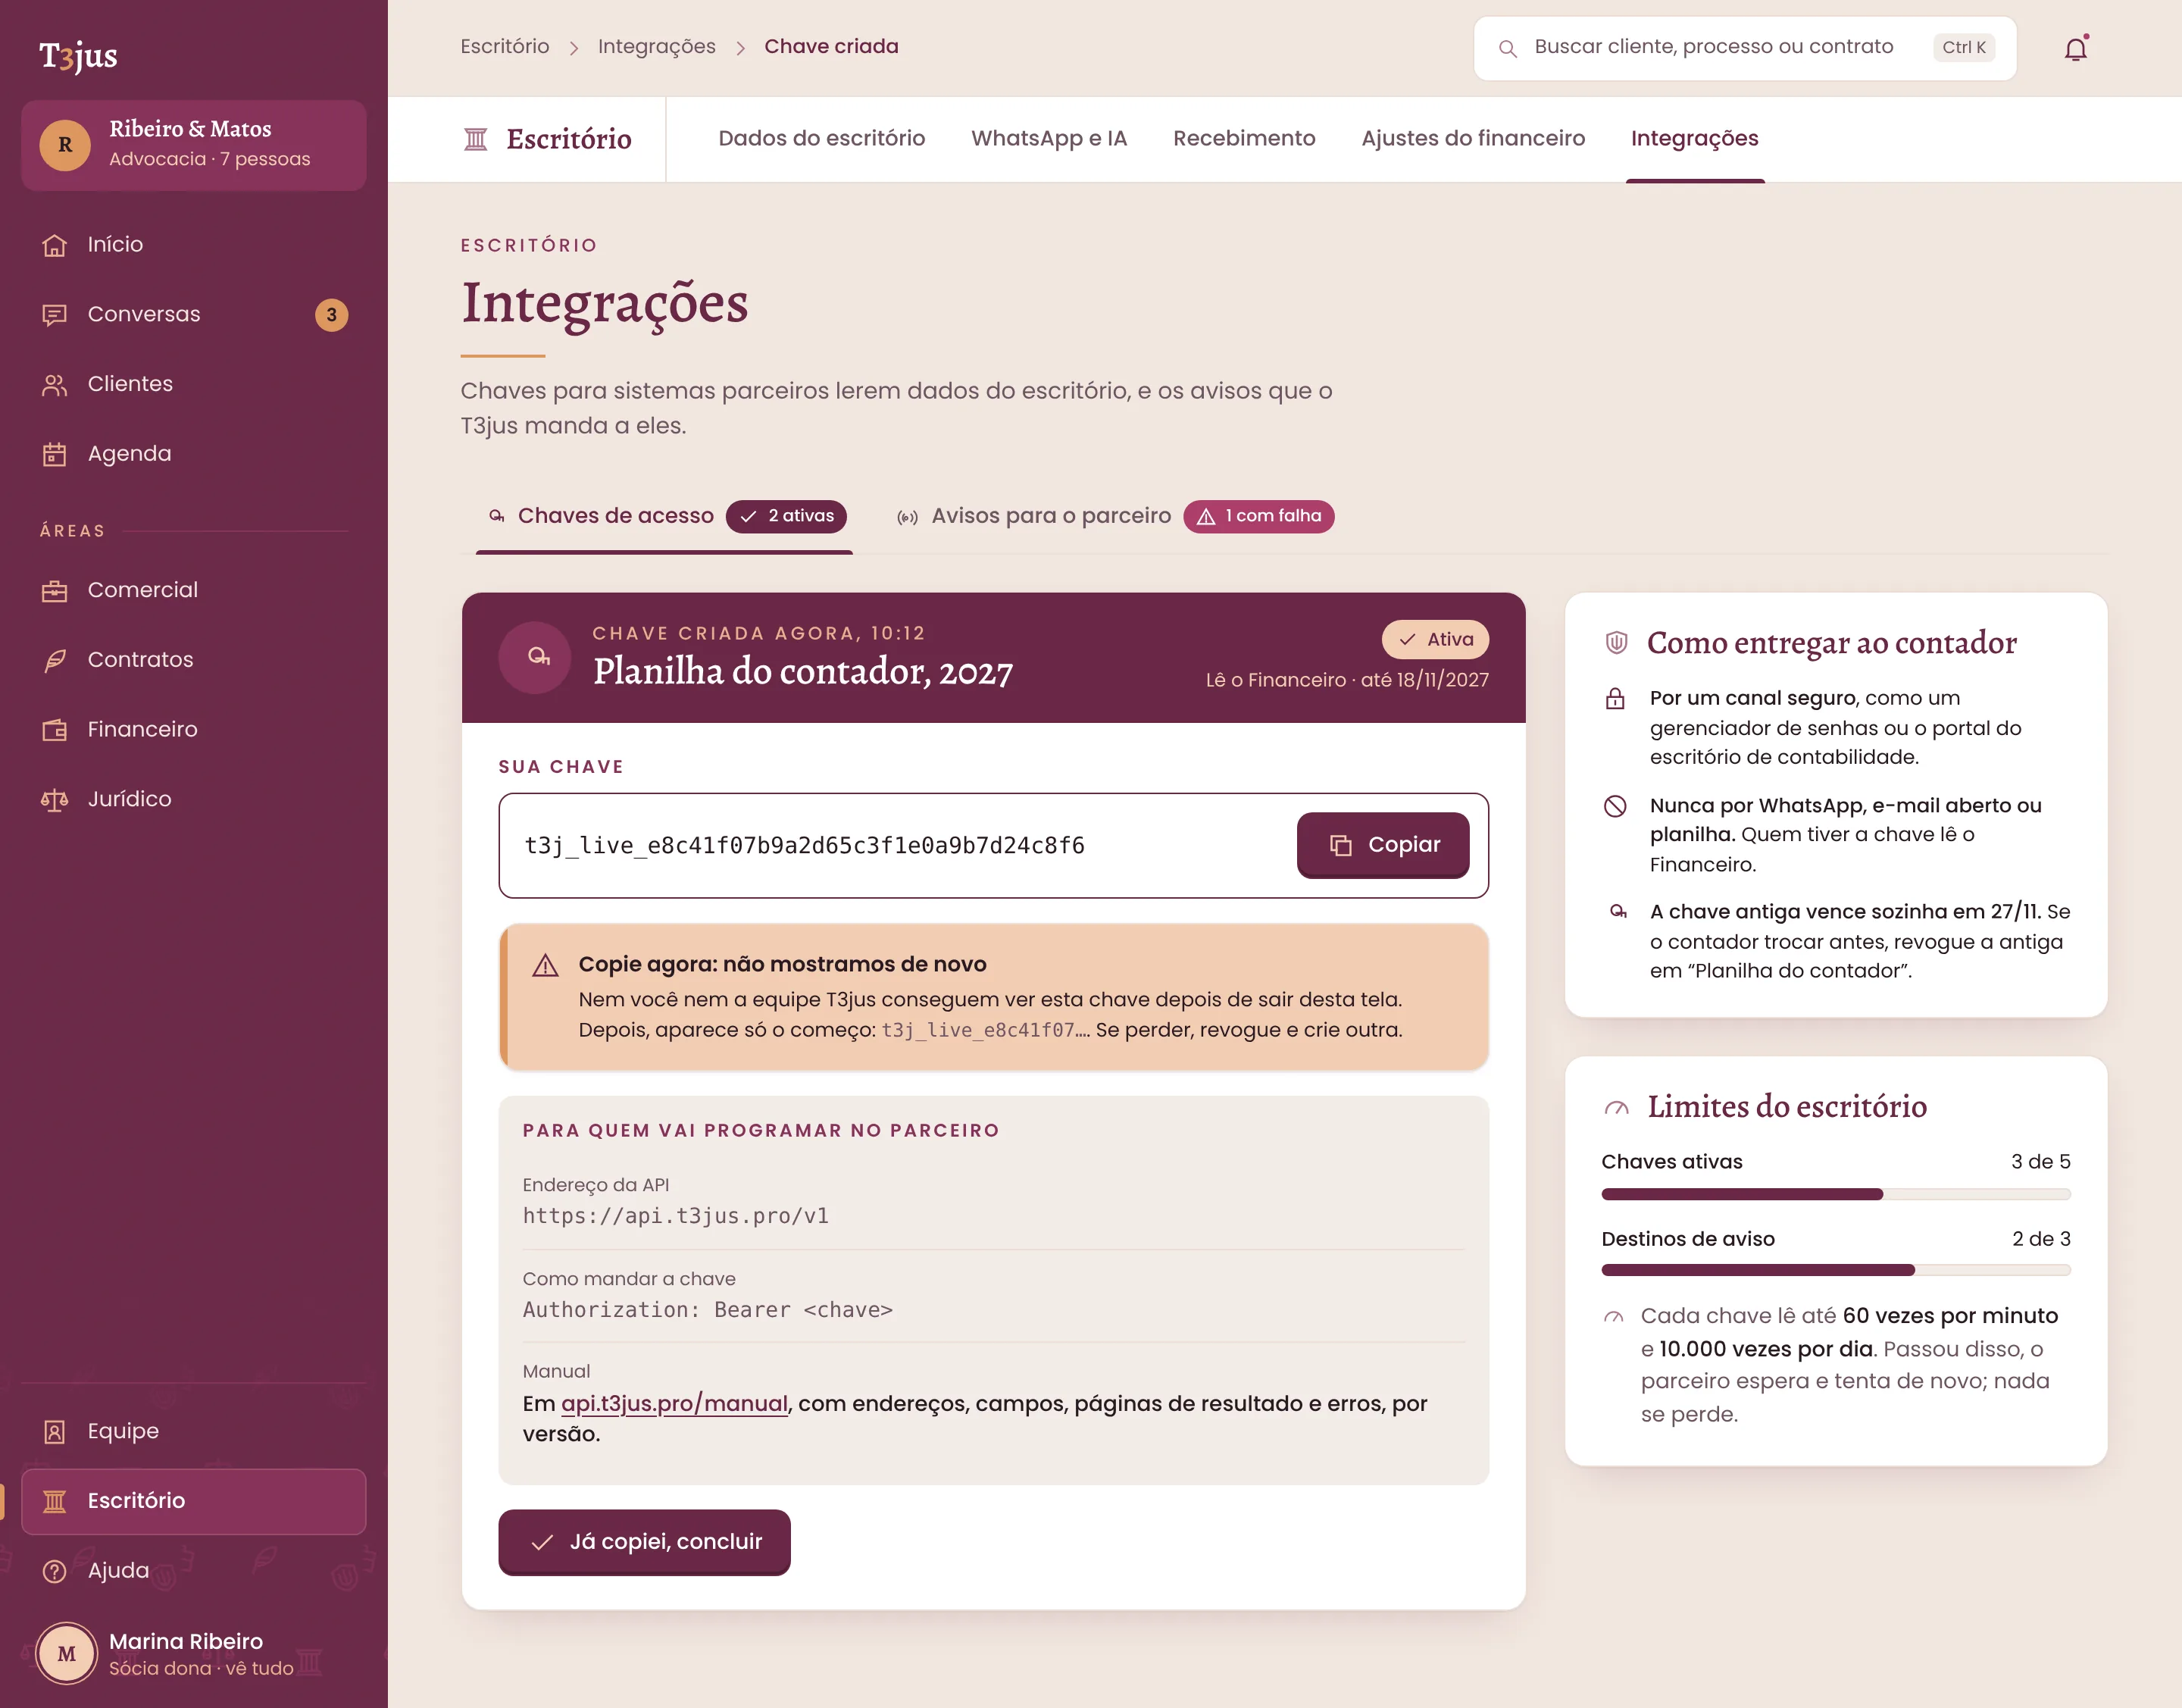 T3jus
R
Ribeiro & Matos
Advocacia · 7 pessoas
Início
Conversas
3
Clientes
Agenda
ÁREAS
Comercial
Contratos
Financeiro
Jurídico
Equipe
Escritório
Ajuda
M
Marina Ribeiro
Sócia dona · vê tudo
Escritório > Integrações > Chave criada
Buscar cliente, processo ou contrato
Ctrl K
Escritório
Dados do escritório
WhatsApp e IA
Recebimento
Ajustes do financeiro
Integrações
ESCRITÓRIO
Integrações
Chaves para sistemas parceiros lerem dados do escritório, e os avisos que o
T3jus manda a eles.
Chaves de acesso
2 ativas
Avisos para o parceiro
1 com falha
CHAVE CRIADA AGORA, 10:12
Planilha do contador, 2027
Ativa
Lê o Financeiro · até 18/11/2027
SUA CHAVE
t3j_live_e8c41f07b9a2d65c3f1e0a9b7d24c8f6
Copiar
Copie agora: não mostramos de novo
Nem você nem a equipe T3jus conseguem ver esta chave depois de sair desta tela.
Depois, aparece só o começo: t3j_live_e8c41f07…. Se perder, revogue e crie outra.
PARA QUEM VAI PROGRAMAR NO PARCEIRO
Endereço da API
https://api.t3jus.pro/v1
Como mandar a chave
Authorization: Bearer <chave>
Manual
Em api.t3jus.pro/manual, com endereços, campos, páginas de resultado e erros, por
versão.
Já copiei, concluir
Como entregar ao contador
Por um canal seguro, como um
gerenciador de senhas ou o portal do
escritório de contabilidade.
Nunca por WhatsApp, e-mail aberto ou
planilha. Quem tiver a chave lê o
Financeiro.
A chave antiga vence sozinha em 27/11. Se
o contador trocar antes, revogue a antiga
em “Planilha do contador”.
Limites do escritório
Chaves ativas
3 de 5
Destinos de aviso
2 de 3
Cada chave lê até 60 vezes por minuto
e 10.000 vezes por dia. Passou disso, o
parceiro espera e tenta de novo; nada
se perde.